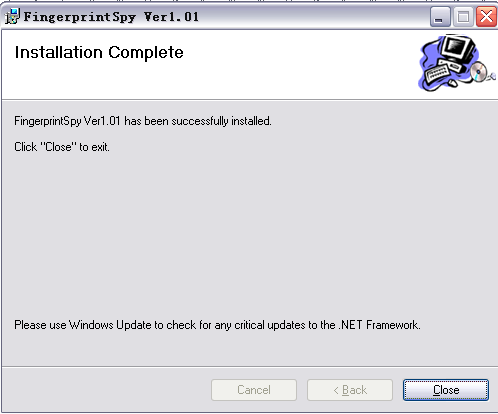 FingerprintSpy Ver1.01
Installation Complete
FingerprintSpy Ver1.01 has been successfully installed.
Click "Close" to exit.
Please use Windows Update to check for any critical updates to the .NET Framework.
Cancel
< Back
Close